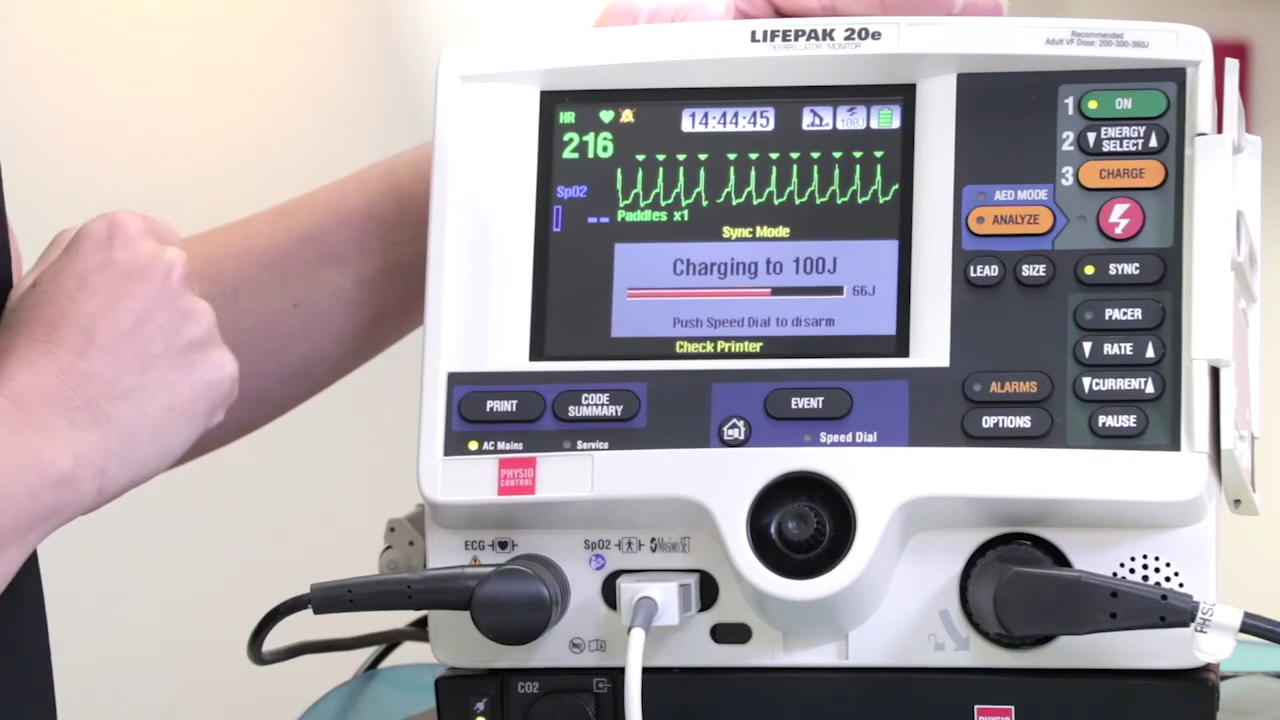 LIFEPAK 20e
DEFIBRILLATOR/MONITOR
Recommended
Adult VF Dose: 200-300-360J
HR
14:44:45
100J
216
SpO2
--
Paddles x1
Sync Mode
Charging to 100J
66J
Push Speed Dial to disarm
Check Printer
1 ON
2 ENERGY
SELECT
3 CHARGE
AED MODE
ANALYZE
LEAD
SIZE
SYNC
PACER
RATE
CURRENT
PAUSE
ALARMS
OPTIONS
PRINT
CODE
SUMMARY
EVENT
AC Mains
Service
Speed Dial
PHYSIO
CONTROL
ECG
SpO2
Masimo SET
CO2
PHYSIO